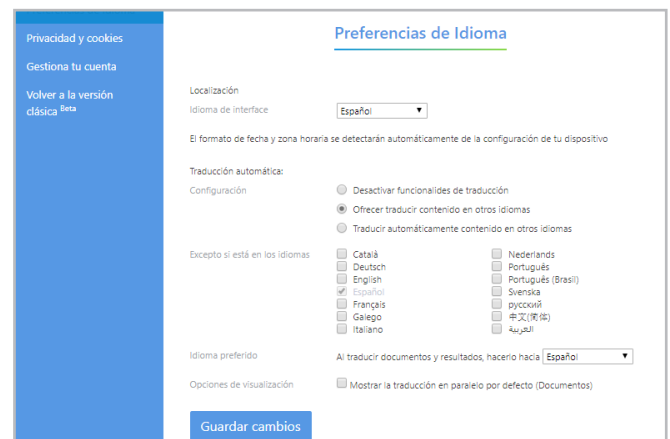 Privacidad y cookies
Gestiona tu cuenta
Volver a la versión
clásica Beta
Preferencias de Idioma
Localización
Idioma de interface Español
El formato de fecha y zona horaria se detectarán automáticamente de la configuración de tu dispositivo
Traducción automática:
Configuración Desactivar funcionalides de traducción
Ofrecer traducir contenido en otros idiomas
Traducir automáticamente contenido en otros idiomas
Excepto si está en los idiomas Català Nederlands
Deutsch Português
English Português (Brasil)
Español Svenska
Français русский
Galego 中文(简体)
Italiano العربية
Idioma preferido Al traducir documentos y resultados, hacerlo hacia Español
Opciones de visualización Mostrar la traducción en paralelo por defecto (Documentos)
Guardar cambios